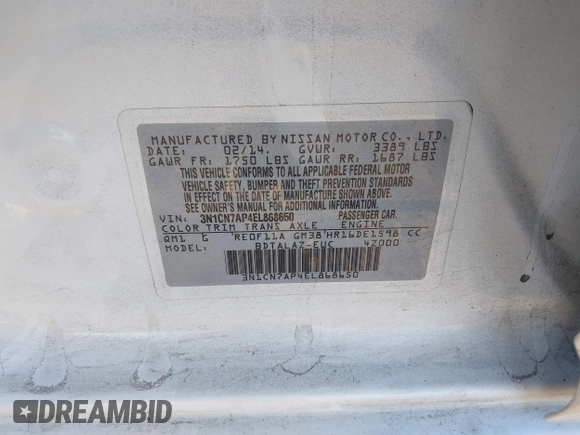 MANUFACTURED BY NISSAN MOTOR CO., LTD.
DATE: 02/14. GVWR: 3389 LBS
GAWR FR: 1750 LBS GAWR RR: 1687 LBS
THIS VEHICLE CONFORMS TO ALL APPLICABLE FEDERAL MOTOR
VEHICLE SAFETY, BUMPER AND THEFT PREVENTION STANDARDS
IN EFFECT ON THE DATE OF MANUFACTURE SHOWN ABOVE.
SEE OWNER'S MANUAL FOR ADDITIONAL INFORMATION.
VIN: 3N1CN7AP4EL868650 PASSENGER CAR
COLOR TRIM TRANS AXLE ENGINE
QM1 G RE0F11A GM38 HR16DE1598 CC
MODEL: BDTALAZ-EUC 4Z000
3N1CN7AP4EL868650
DREAMBID